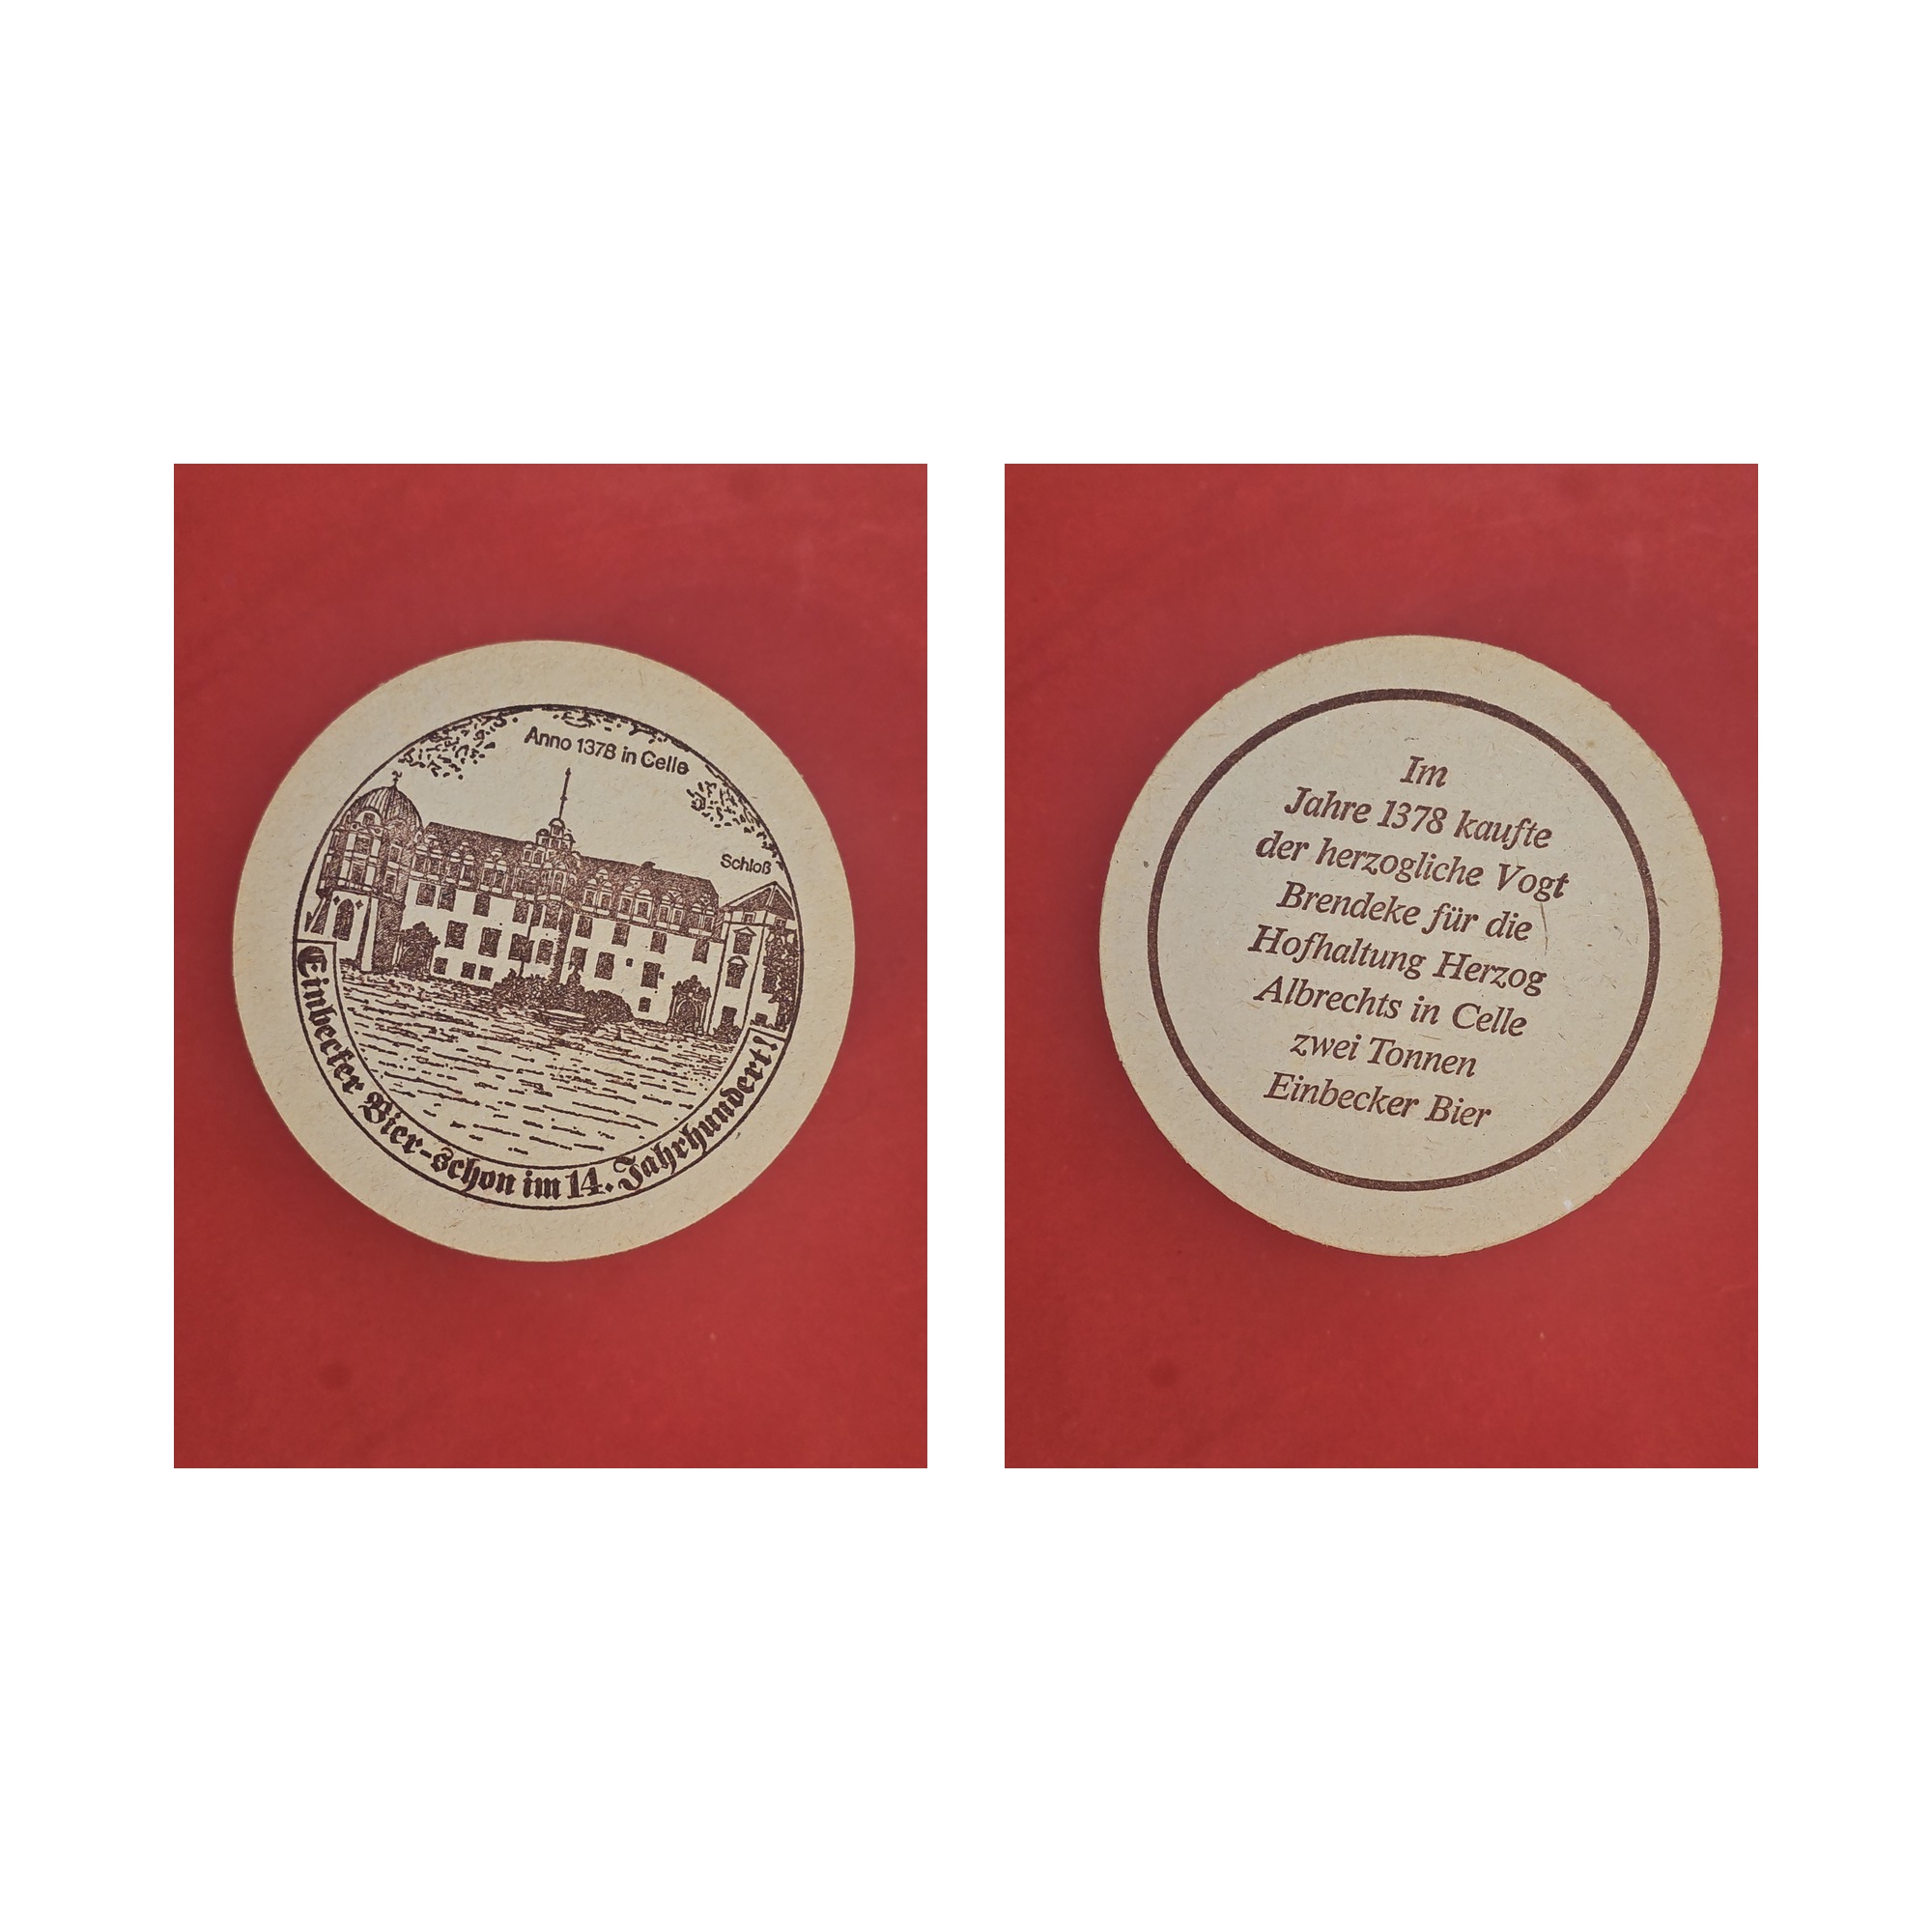 Anno 1378 in Celle
Schloß
Einbecker Bier-schon im 14. Jahrhundert!
Im
Jahre 1378 kaufte
der herzogliche Vogt
Brendeke für die
Hofhaltung Herzog
Albrechts in Celle
zwei Tonnen
Einbecker Bier